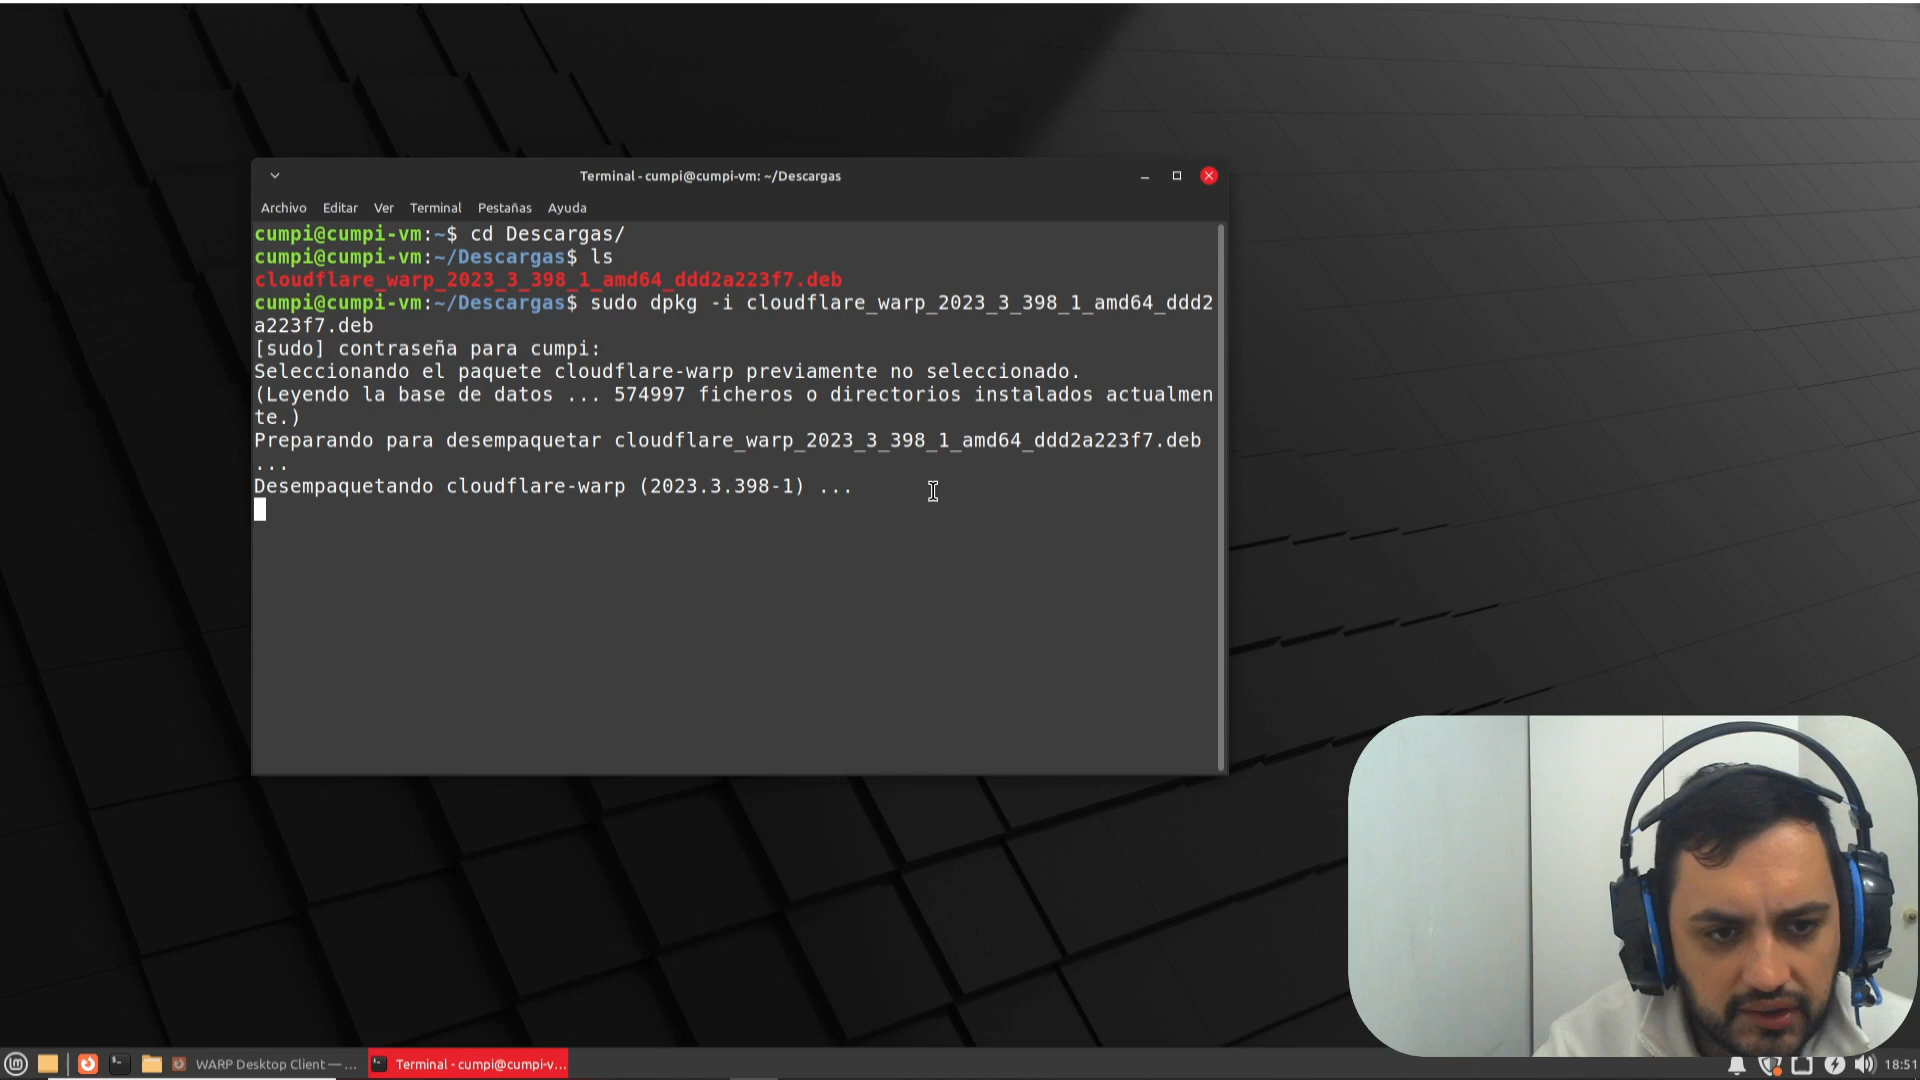 Terminal - cumpi@cumpi-vm: ~/Descargas
Archivo Editar Ver Terminal Pestañas Ayuda
cumpi@cumpi-vm:~$ cd Descargas/
cumpi@cumpi-vm:~/Descargas$ ls
cloudflare_warp_2023_3_398_1_amd64_ddd2a223f7.deb
cumpi@cumpi-vm:~/Descargas$ sudo dpkg -i cloudflare_warp_2023_3_398_1_amd64_ddd2
a223f7.deb
[sudo] contraseña para cumpi:
Seleccionando el paquete cloudflare-warp previamente no seleccionado.
(Leyendo la base de datos ... 574997 ficheros o directorios instalados actualmen
te.)
Preparando para desempaquetar cloudflare_warp_2023_3_398_1_amd64_ddd2a223f7.deb
...
Desempaquetando cloudflare-warp (2023.3.398-1) ...
WARP Desktop Client — ... Terminal - cumpi@cumpi-v... 18:51